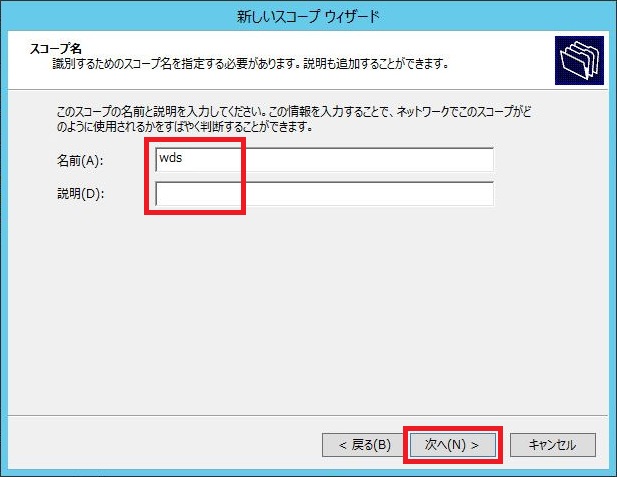 新しいスコープ ウィザード
スコープ名
識別するためのスコープ名を指定する必要があります。説明も追加することができます。
このスコープの名前と説明を入力してください。この情報を入力することで、ネットワークでこのスコープがど
のように使用されるかをすばやく判断することができます。
名前(A):
wds
説明(D):
< 戻る(B)
次へ(N) >
キャンセル